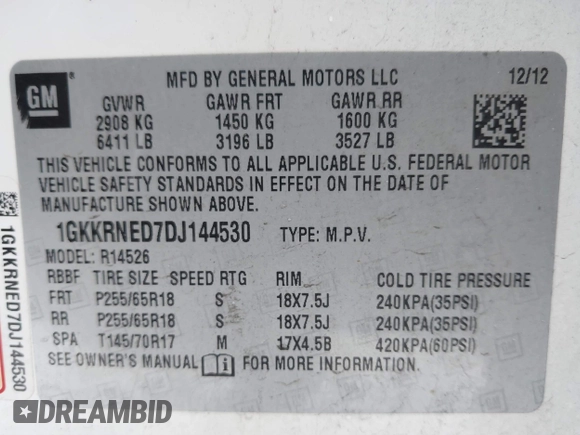 GM
MFD BY GENERAL MOTORS LLC 12/12
GVWR GAWR FRT GAWR RR
2908 KG 1450 KG 1600 KG
6411 LB 3196 LB 3527 LB
THIS VEHICLE CONFORMS TO ALL APPLICABLE U.S. FEDERAL MOTOR
VEHICLE SAFETY STANDARDS IN EFFECT ON THE DATE OF
MANUFACTURE SHOWN ABOVE.
1GKKRNED7DJ144530 TYPE: M.P.V.
MODEL: R14526
RBBF TIRE SIZE SPEED RTG RIM COLD TIRE PRESSURE
FRT P255/65R18 S 18X7.5J 240KPA(35PSI)
RR P255/65R18 S 18X7.5J 240KPA(35PSI)
SPA T145/70R17 M 17X4.5B 420KPA(60PSI)
SEE OWNER'S MANUAL FOR MORE INFORMATION.
1GKKRNED7DJ144530
DREAMBID